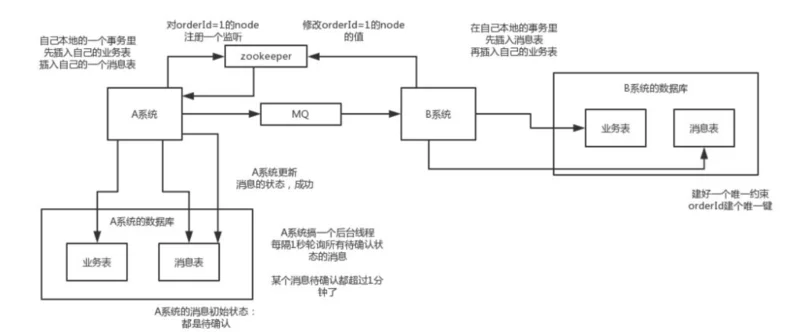 自己本地的一个事务里
先插入自己的业务表
插入自己的一个消息表
对orderId=1的node
注册一个监听
修改orderId=1的node
的值
在自己本地的事务里
先插入消息表
再插入自己的业务表
zookeeper
A系统
MQ
B系统
B系统的数据库
业务表
消息表
建好一个唯一约束
orderId建个唯一键
A系统更新
消息的状态，成功
A系统的数据库
业务表
消息表
A系统搞一个后台线程
每隔1秒轮询所有待确认状
态的消息
某个消息待确认都超过1分
钟了
A系统的消息初始状态：
都是待确认